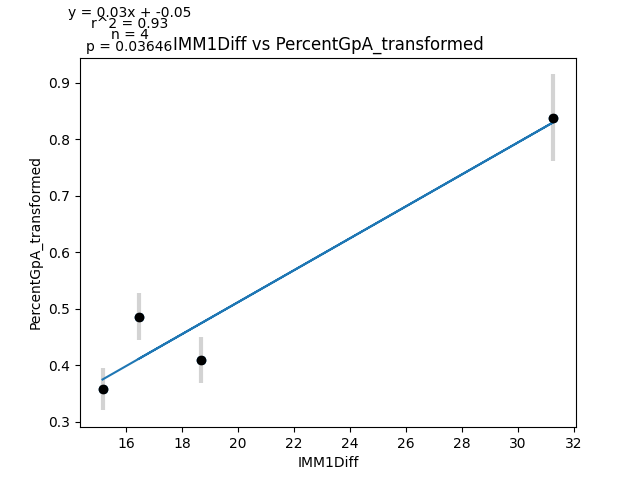 y = 0.03x + -0.05
r^2 = 0.93
n = 4
p = 0.03646
IMM1Diff vs PercentGpA_transformed
0.9
0.8
0.7
0.6
0.5
0.4
0.3
PercentGpA_transformed
16 18 20 22 24 26 28 30 32
IMM1Diff